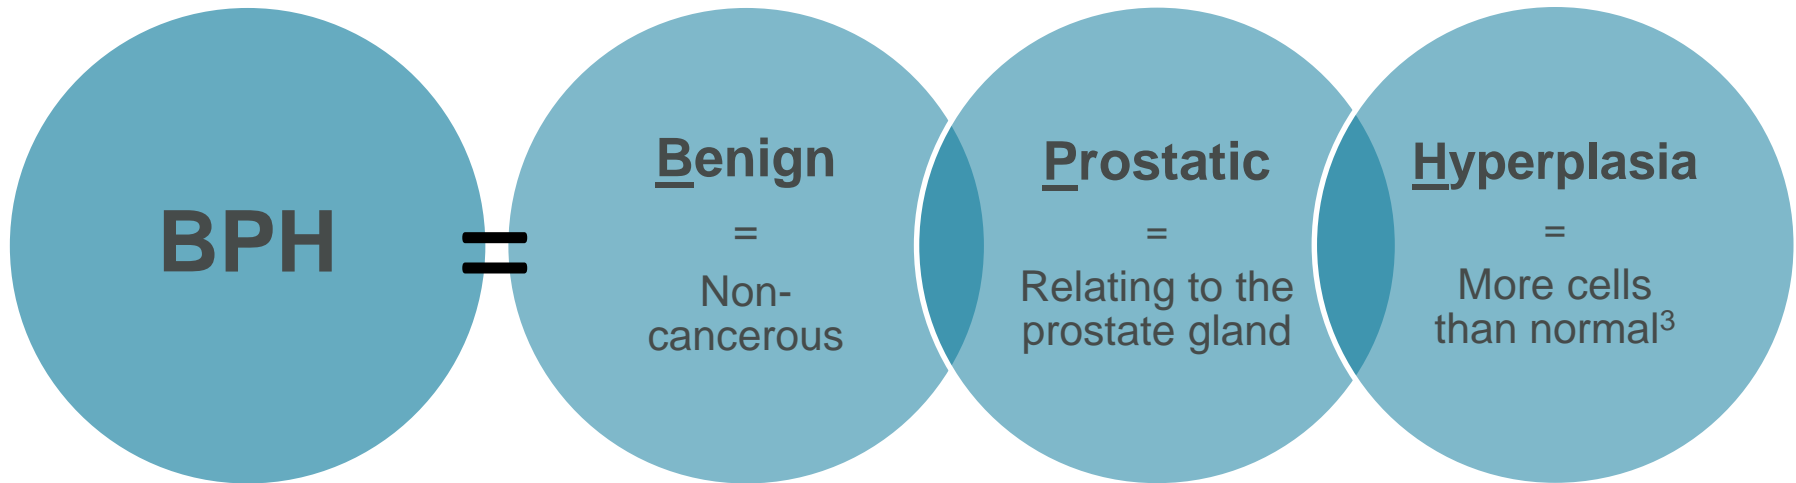 BPH
=
Benign
=
Non-
cancerous
Prostatic
=
Relating to the
prostate gland
Hyperplasia
=
More cells
than normal³